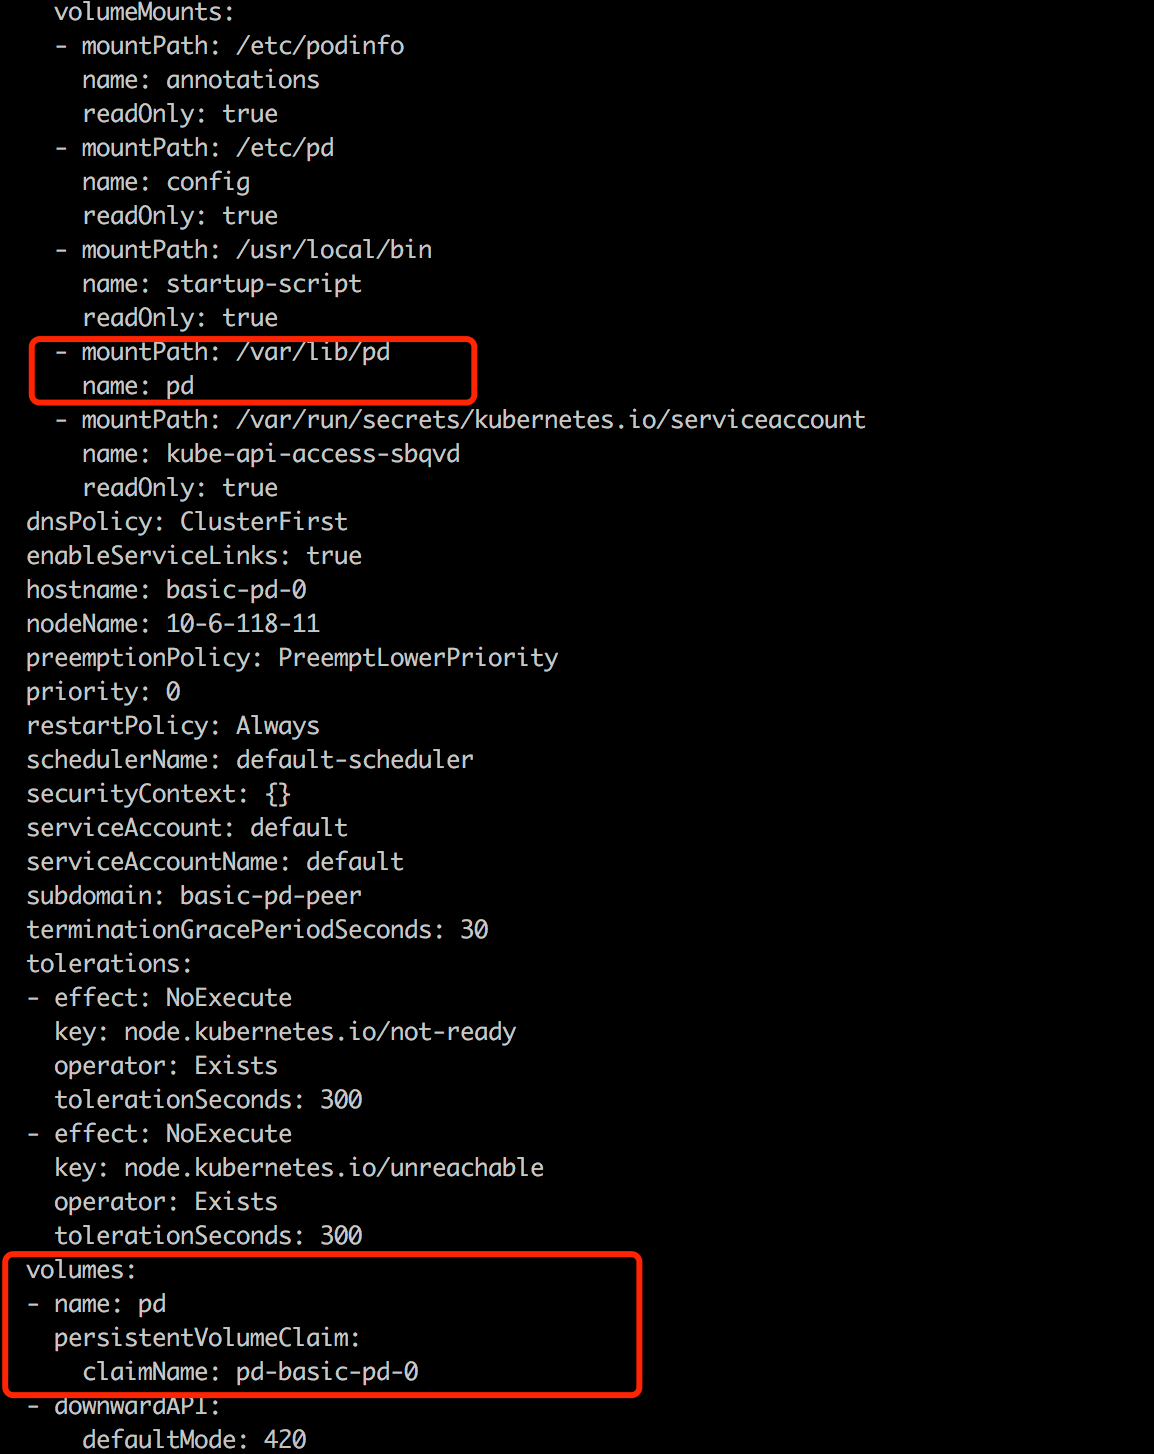 volumeMounts:
- mountPath: /etc/podinfo
name: annotations
readOnly: true
- mountPath: /etc/pd
name: config
readOnly: true
- mountPath: /usr/local/bin
name: startup-script
readOnly: true
- mountPath: /var/lib/pd
name: pd
- mountPath: /var/run/secrets/kubernetes.io/serviceaccount
name: kube-api-access-sbqvd
readOnly: true
dnsPolicy: ClusterFirst
enableServiceLinks: true
hostname: basic-pd-0
nodeName: 10-6-118-11
preemptionPolicy: PreemptLowerPriority
priority: 0
restartPolicy: Always
schedulerName: default-scheduler
securityContext: {}
serviceAccount: default
serviceAccountName: default
subdomain: basic-pd-peer
terminationGracePeriodSeconds: 30
tolerations:
- effect: NoExecute
key: node.kubernetes.io/not-ready
operator: Exists
tolerationSeconds: 300
- effect: NoExecute
key: node.kubernetes.io/unreachable
operator: Exists
tolerationSeconds: 300
volumes:
- name: pd
persistentVolumeClaim:
claimName: pd-basic-pd-0
- downwardAPI:
defaultMode: 420